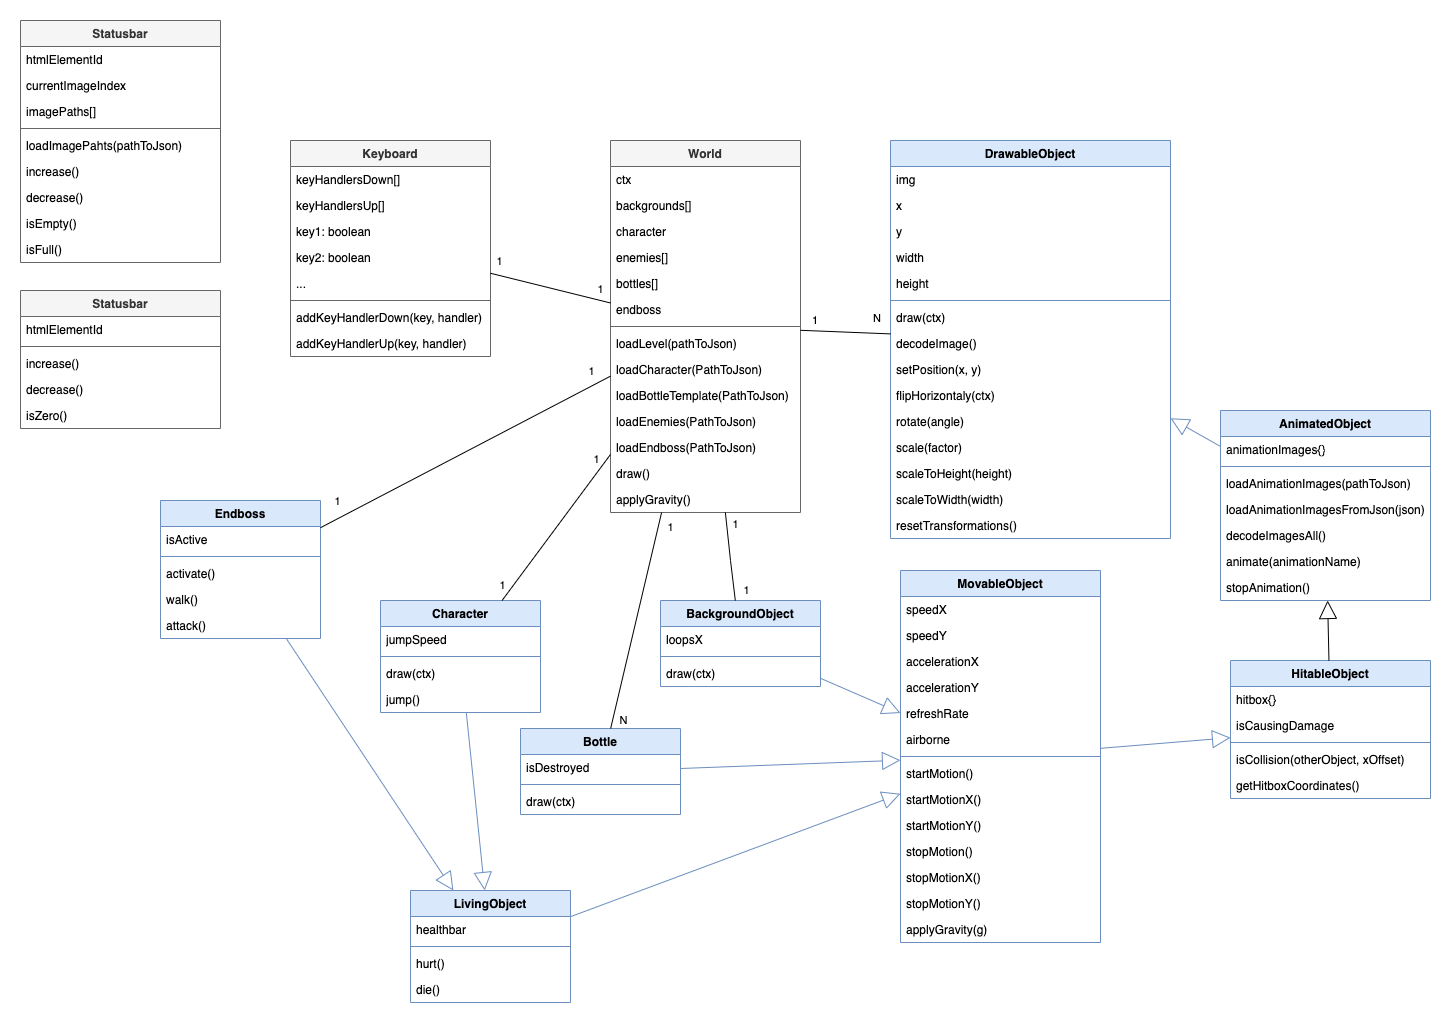 Statusbar
htmlElementId
currentImageIndex
imagePaths[]
loadImagePahts(pathToJson)
increase()
decrease()
isEmpty()
isFull()
Statusbar
htmlElementId
increase()
decrease()
isZero()
Keyboard
keyHandlersDown[]
keyHandlersUp[]
key1: boolean
key2: boolean
...
addKeyHandlerDown(key, handler)
addKeyHandlerUp(key, handler)
1
1
World
ctx
backgrounds[]
character
enemies[]
bottles[]
endboss
loadLevel(pathToJson)
loadCharacter(PathToJson)
loadBottleTemplate(PathToJson)
loadEnemies(PathToJson)
loadEndboss(PathToJson)
draw()
applyGravity()
1
N
DrawableObject
img
x
y
width
height
draw(ctx)
decodeImage()
setPosition(x, y)
flipHorizontaly(ctx)
rotate(angle)
scale(factor)
scaleToHeight(height)
scaleToWidth(width)
resetTransformations()
AnimatedObject
animationImages{}
loadAnimationImages(pathToJson)
loadAnimationImagesFromJson(json)
decodeImagesAll()
animate(animationName)
stopAnimation()
1
1
1
1
1
N
1
1
Endboss
isActive
activate()
walk()
attack()
Character
jumpSpeed
draw(ctx)
jump()
BackgroundObject
loopsX
draw(ctx)
Bottle
isDestroyed
draw(ctx)
MovableObject
speedX
speedY
accelerationX
accelerationY
refreshRate
airborne
startMotion()
startMotionX()
startMotionY()
stopMotion()
stopMotionX()
stopMotionY()
applyGravity(g)
HitableObject
hitbox{}
isCausingDamage
isCollision(otherObject, xOffset)
getHitboxCoordinates()
LivingObject
healthbar
hurt()
die()